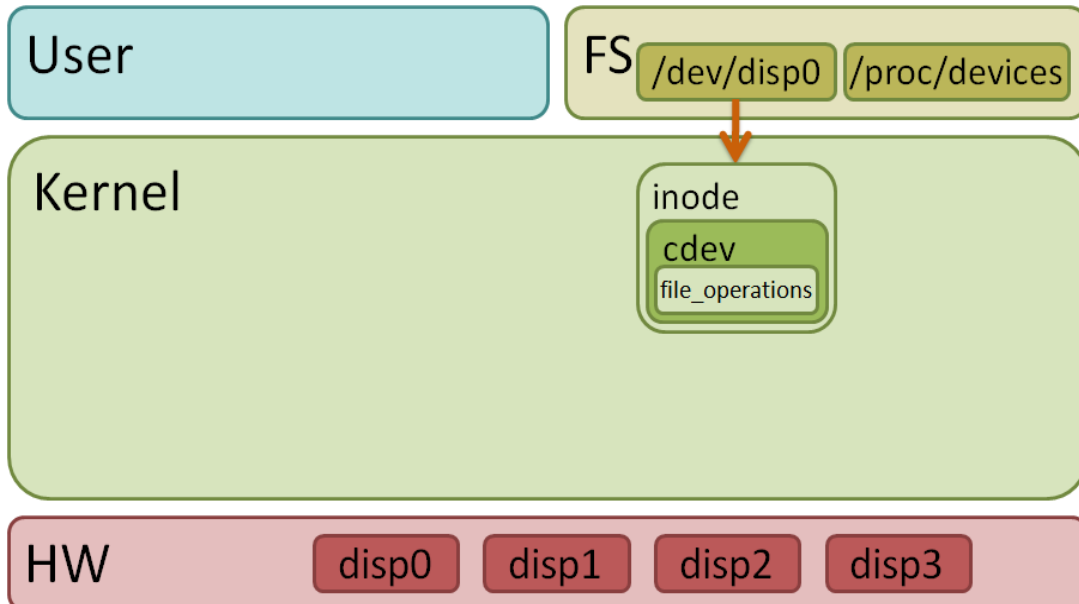 User
FS
/dev/disp0
/proc/devices
Kernel
inode
cdev
file_operations
HW
disp0
disp1
disp2
disp3